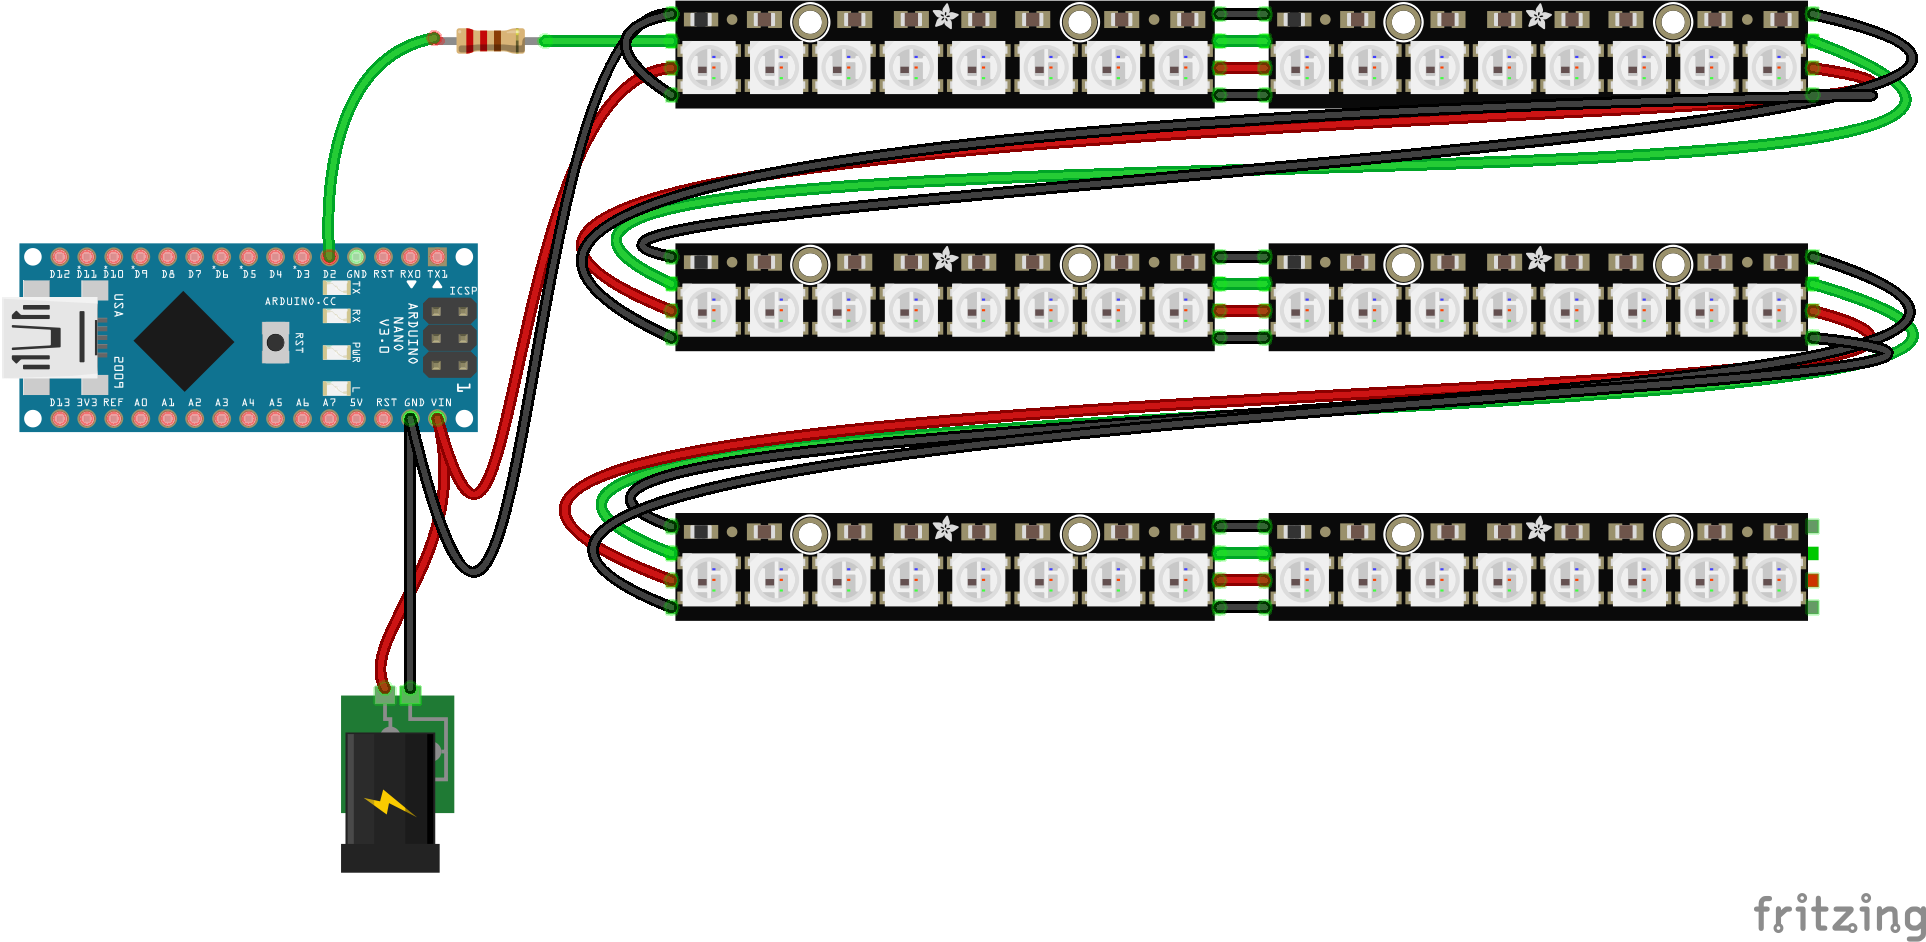 D12 D11 D10 D9 D8 D7 D6 D5 D4 D3 D2 GND RST RX0 TX1
TX
ICSP
USA
ARDUINO.CC
RX
ARDUINO
NANO
V3.0
RST
PWR
2009
1
L
D13 3V3 REF A0 A1 A2 A3 A4 A5 A6 A7 5V RST GND VIN
fritzing